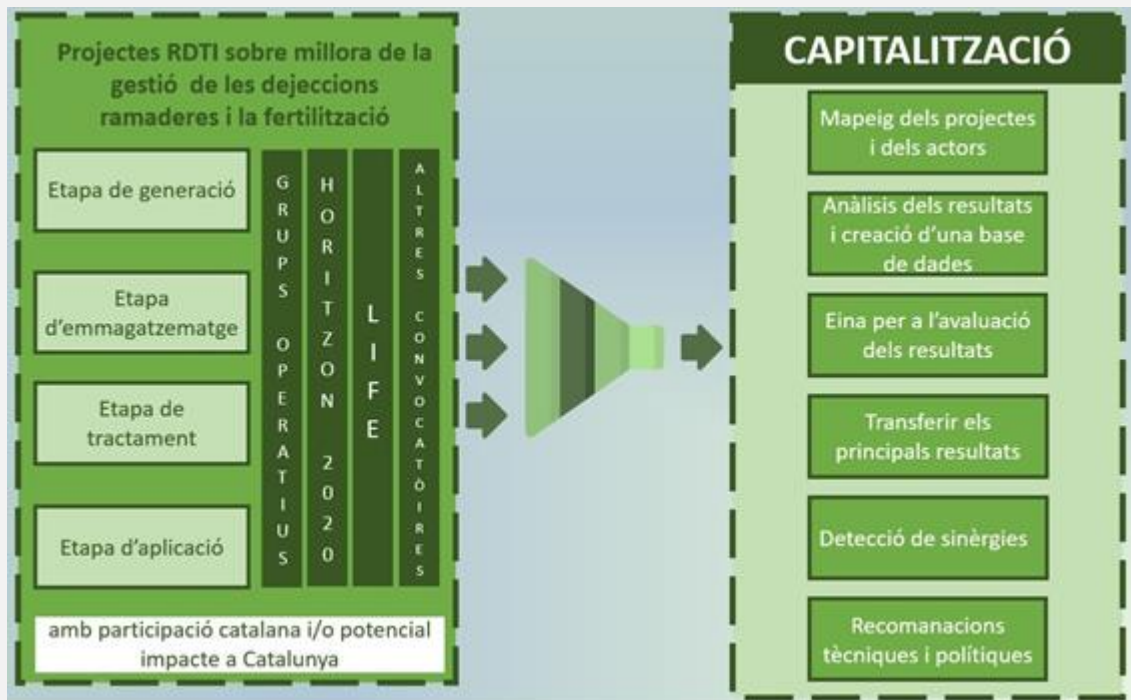 Projectes RDTI sobre millora de la
gestió de les dejeccions
ramaderes i la fertilització
Etapa de generació
Etapa
d'emmagatzematge
Etapa de
tractament
Etapa d'aplicació
GRUPS OPERATIUS
HORITZON 2020
LIFE
ALTRES CONVOCATÒIRES
amb participació catalana i/o potencial
impacte a Catalunya
CAPITALITZACIÓ
Mapeig dels projectes
i dels actors
Anàlisis dels resultats
i creació d'una base
de dades
Eina per a l'avaluació
dels resultats
Transferir els
principals resultats
Detecció de sinèrgies
Recomanacions
tècniques i polítiques